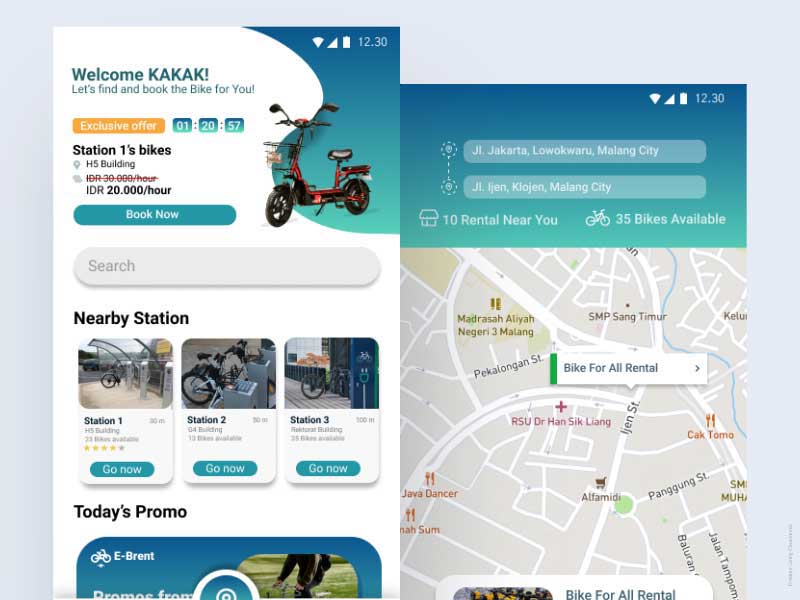 12.30
Welcome KAKAK!
Let's find and book the Bike for You!
Exclusive offer 01 : 20 : 57
Station 1's bikes
H5 Building
IDR 30.000/hour
IDR 20.000/hour
Book Now
Search
Nearby Station
Station 1 30 m
H5 Building
23 Bikes available
Go now
Station 2 50 m
G4 Building
13 Bikes available
Go now
Station 3 100 m
Rektorat Building
35 Bikes available
Go now
Today's Promo
E-Brent
Promos from
12.30
Jl. Jakarta, Lowokwaru, Malang City
Jl. Ijen, Klojen, Malang City
10 Rental Near You
35 Bikes Available
Madrasah Aliyah
Negeri 3 Malang
SMP Sang Timur
Kelu
Pekalongan St.
Bike For All Rental
RSU Dr Han Sik Liang
Ijen St.
Cak Tomo
Java Dancer
Alfamidi
Panggung St.
SM
MUHA
nah Sum
Baluran
Jalan Tampom
Bike For All Rental